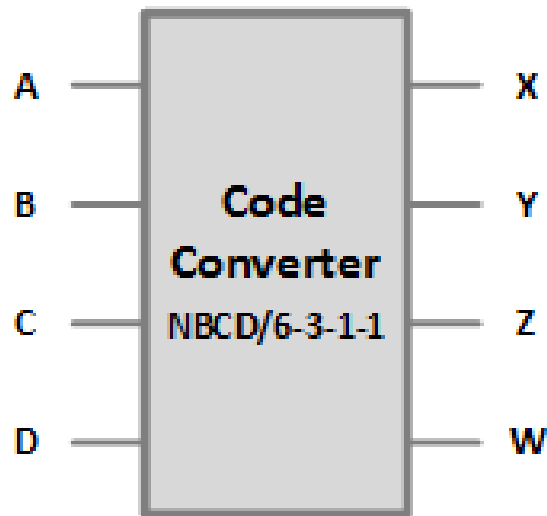 A
X
B
Code
Y
Converter
C
NBCD/6-3-1-1
Z
D
W